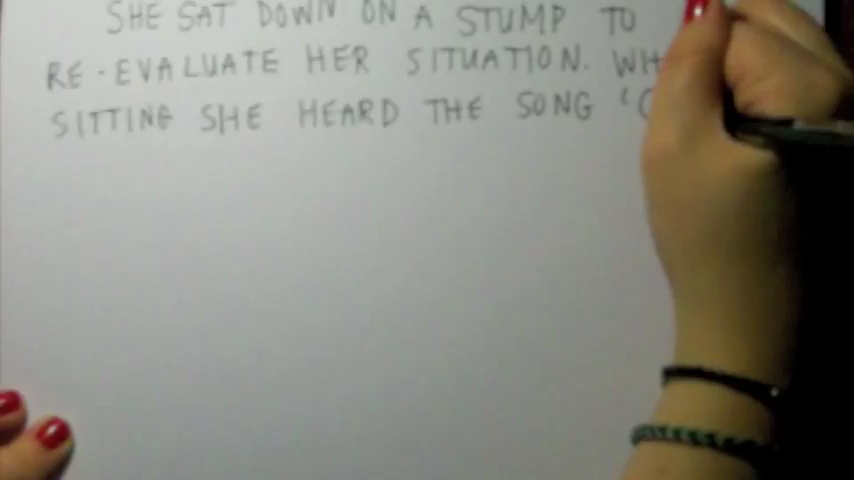 SHE SAT DOWN ON A STUMP TO
RE-EVALUATE HER SITUATION.
SITTING SHE HEARD THE SONG